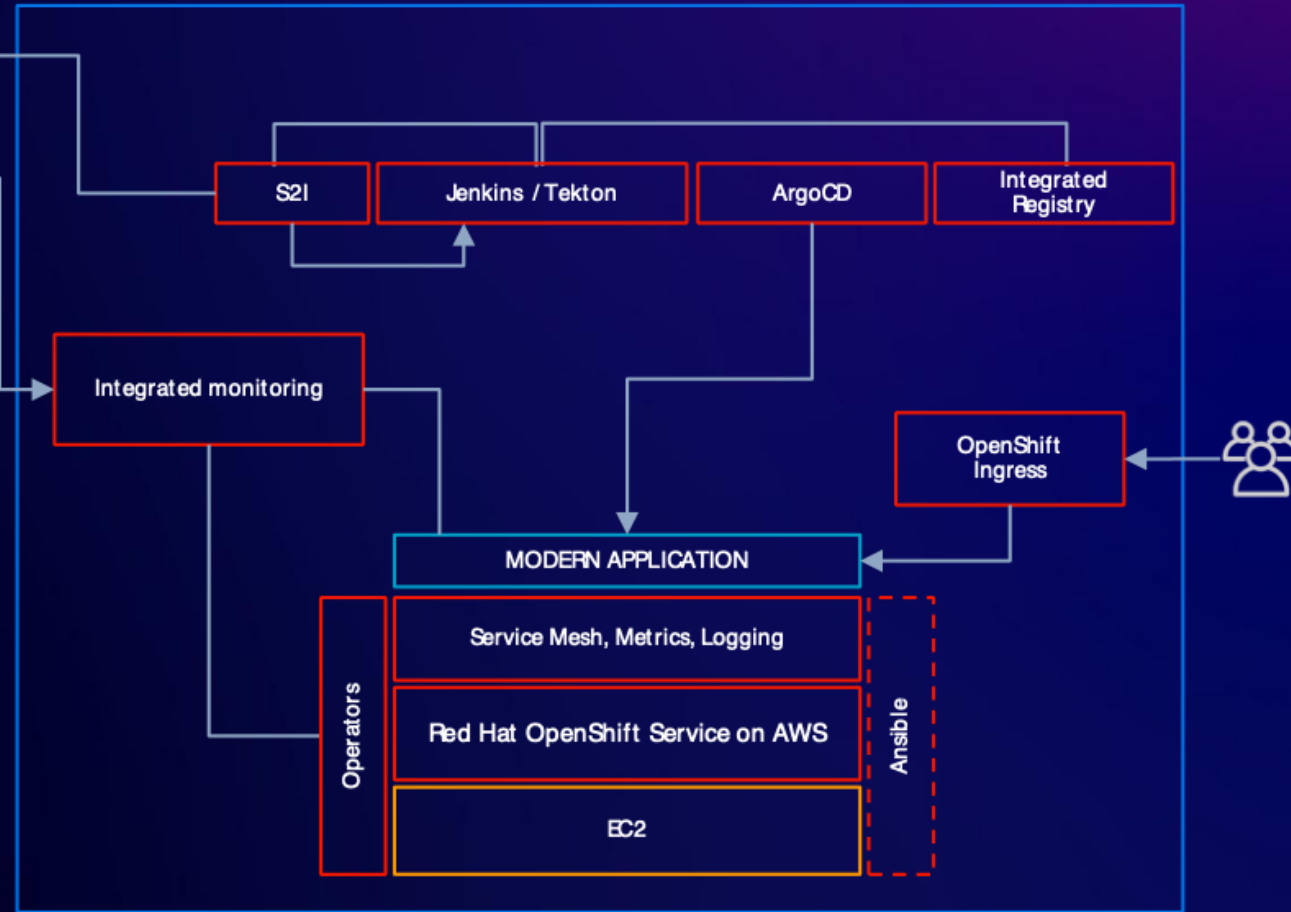 S2I
Jenkins / Tekton
ArgoCD
Integrated
Registry
Integrated monitoring
OpenShift
Ingress
MODERN APPLICATION
Service Mesh, Metrics, Logging
Operators
Red Hat OpenShift Service on AWS
Ansible
EC2